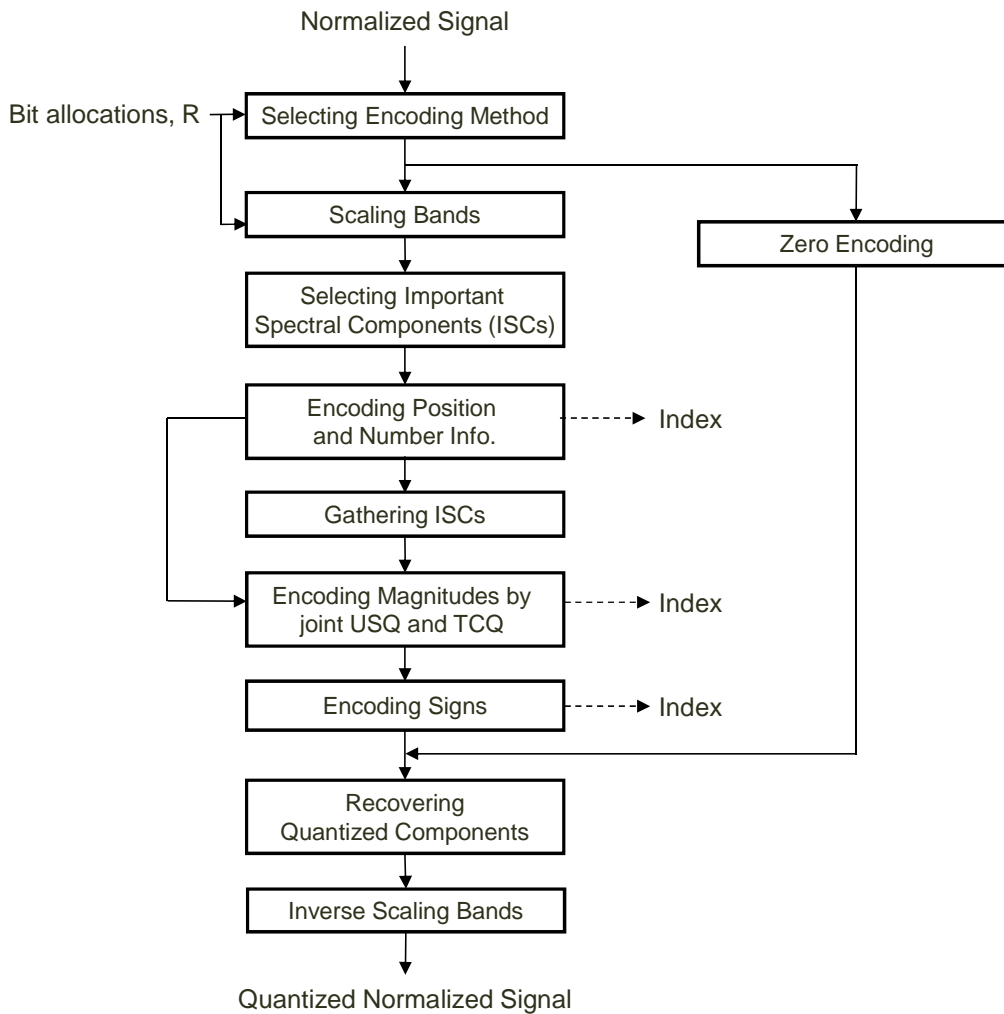 Normalized Signal
Bit allocations, R
Selecting Encoding Method
Scaling Bands
Zero Encoding
Selecting Important
Spectral Components (ISCs)
Encoding Position
and Number Info.
Index
Gathering ISCs
Encoding Magnitudes by
joint USQ and TCQ
Index
Encoding Signs
Index
Recovering
Quantized Components
Inverse Scaling Bands
Quantized Normalized Signal